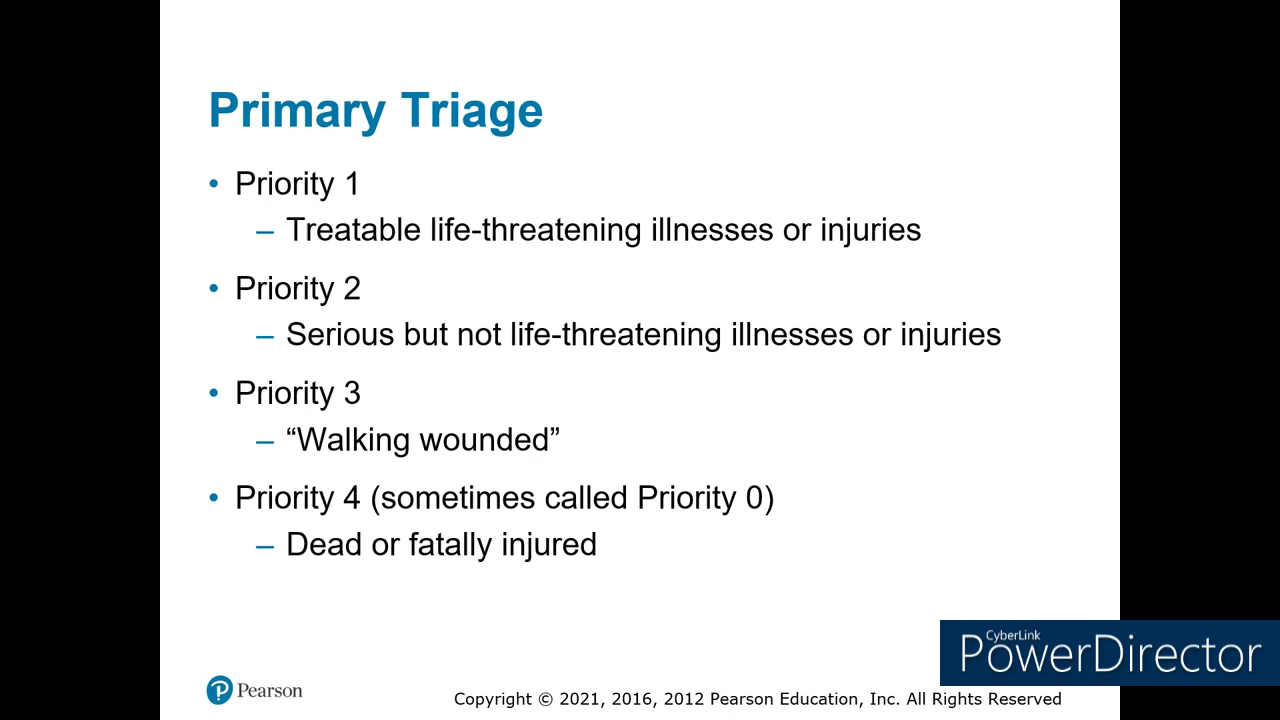 Primary Triage
• Priority 1
– Treatable life-threatening illnesses or injuries
• Priority 2
– Serious but not life-threatening illnesses or injuries
• Priority 3
– “Walking wounded”
• Priority 4 (sometimes called Priority 0)
– Dead or fatally injured
CyberLink
PowerDirector
P Pearson
Copyright © 2021, 2016, 2012 Pearson Education, Inc. All Rights Reserved